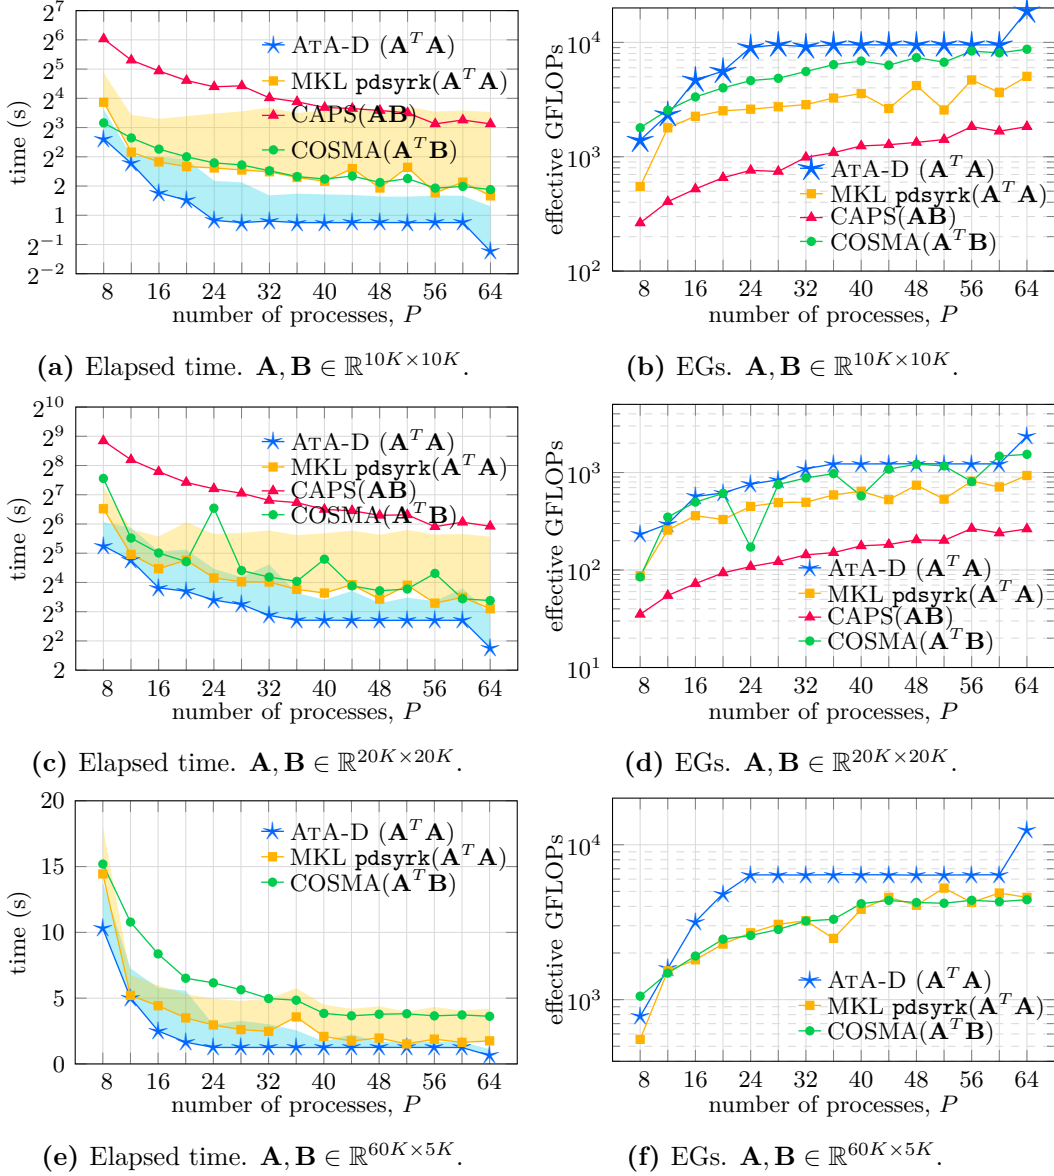 2^7
2^6
2^5
2^4
2^3
2^2
2
1
2^−1
2^−2
time (s)
8 16 24 32 40 48 56 64
number of processes, P
AtA-D (A^T A)
MKL pdsyrk(A^T A)
CAPS(AB)
COSMA(A^T B)
(a) Elapsed time. A, B ∈ ℝ^{10K×10K}.
10^4
10^3
10^2
effective GFLOPs
8 16 24 32 40 48 56 64
number of processes, P
AtA-D (A^T A)
MKL pdsyrk(A^T A)
CAPS(AB)
COSMA(A^T B)
(b) EGs. A, B ∈ ℝ^{10K×10K}.
2^10
2^9
2^8
2^7
2^6
2^5
2^4
2^3
2^2
2
time (s)
8 16 24 32 40 48 56 64
number of processes, P
AtA-D (A^T A)
MKL pdsyrk(A^T A)
CAPS(AB)
COSMA(A^T B)
(c) Elapsed time. A, B ∈ ℝ^{20K×20K}.
10^4
10^3
10^2
10^1
effective GFLOPs
8 16 24 32 40 48 56 64
number of processes, P
AtA-D (A^T A)
MKL pdsyrk(A^T A)
CAPS(AB)
COSMA(A^T B)
(d) EGs. A, B ∈ ℝ^{20K×20K}.
20
15
10
5
0
time (s)
8 16 24 32 40 48 56 64
number of processes, P
AtA-D (A^T A)
MKL pdsyrk(A^T A)
COSMA(A^T B)
(e) Elapsed time. A, B ∈ ℝ^{60K×5K}.
10^4
10^3
effective GFLOPs
8 16 24 32 40 48 56 64
number of processes, P
AtA-D (A^T A)
MKL pdsyrk(A^T A)
COSMA(A^T B)
(f) EGs. A, B ∈ ℝ^{60K×5K}.